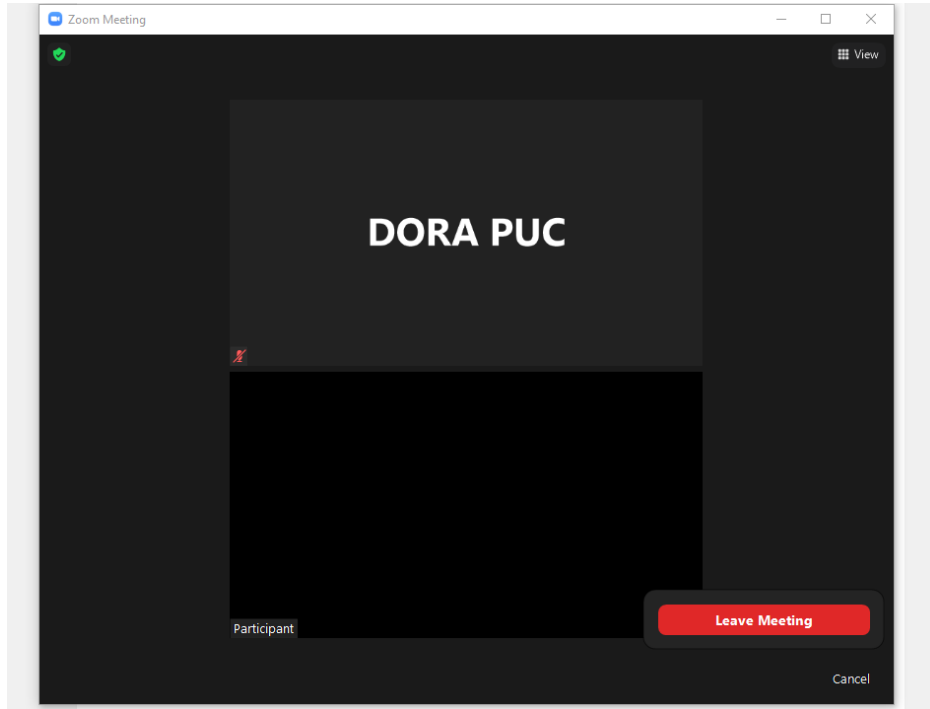 Zoom Meeting
View
DORA PUC
Participant
Leave Meeting
Cancel